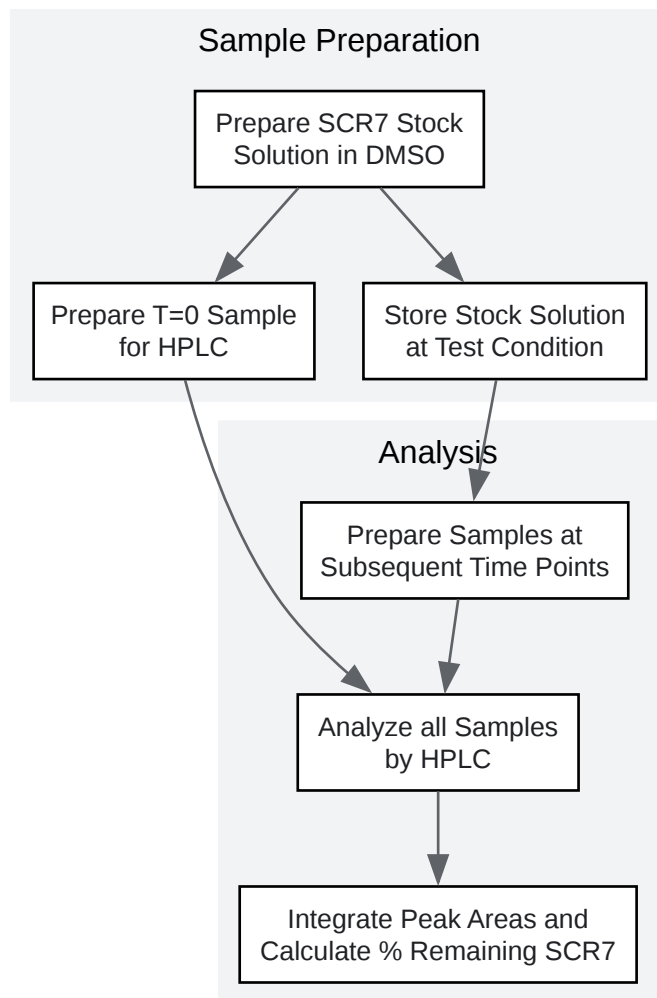 Sample Preparation
Prepare SCR7 Stock
Solution in DMSO
Prepare T=0 Sample
for HPLC
Store Stock Solution
at Test Condition
Analysis
Prepare Samples at
Subsequent Time Points
Analyze all Samples
by HPLC
Integrate Peak Areas and
Calculate % Remaining SCR7